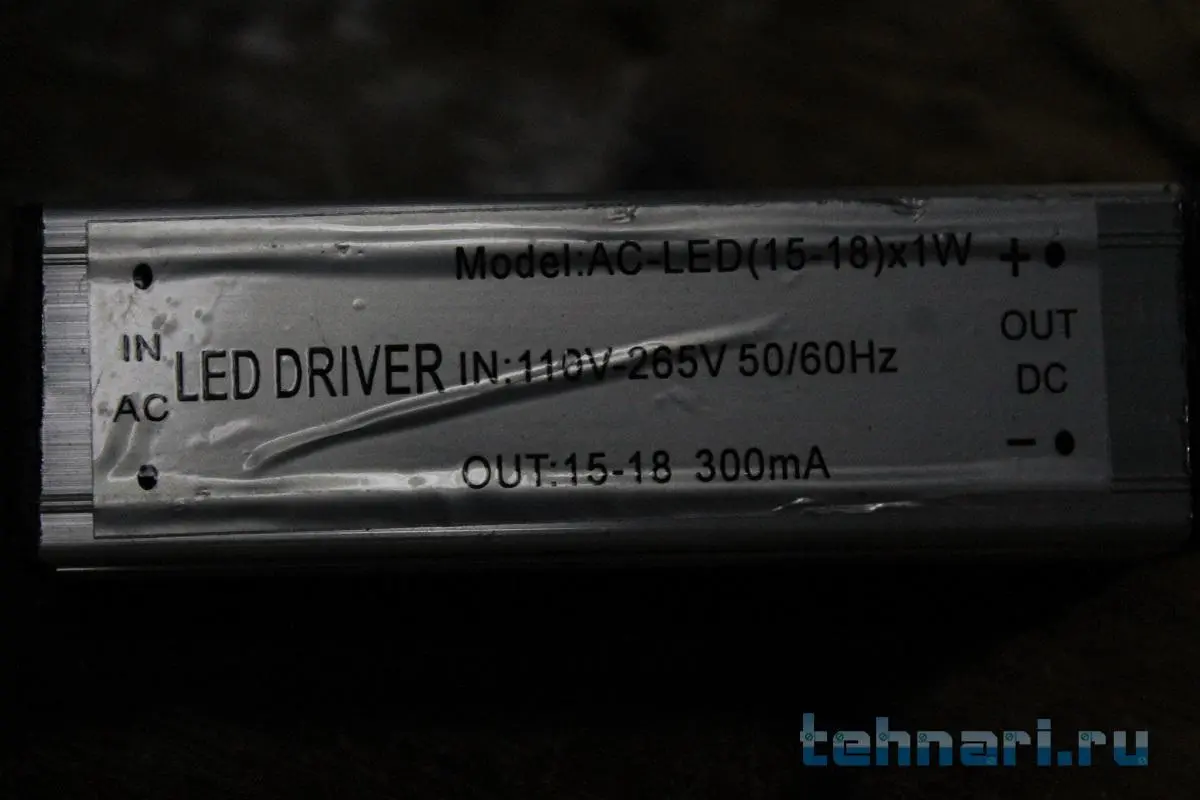 Model:AC-LED(15-18)x1W +
IN
AC
LED DRIVER IN:110V-265V 50/60Hz
OUT
DC
OUT:15-18 300mA -
tehnari.ru